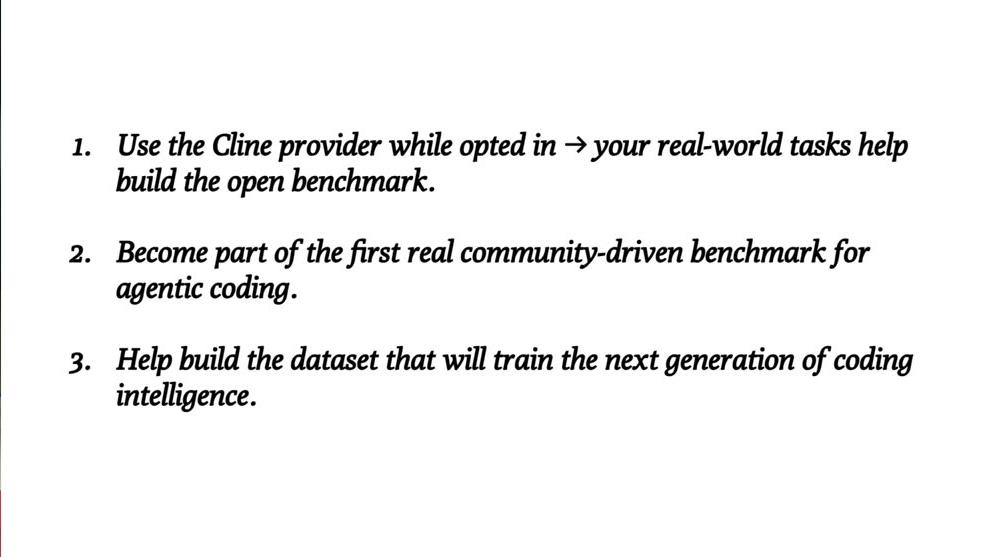 1. Use the Cline provider while opted in → your real-world tasks help
build the open benchmark.
2. Become part of the first real community-driven benchmark for
agentic coding.
3. Help build the dataset that will train the next generation of coding
intelligence.